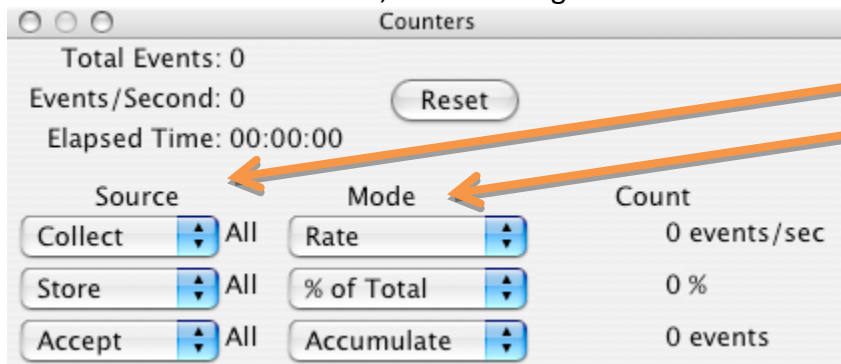 Counters
Total Events: 0
Events/Second: 0 Reset
Elapsed Time: 00:00:00
Source Mode Count
Collect All Rate 0 events/sec
Store All % of Total 0 %
Accept All Accumulate 0 events